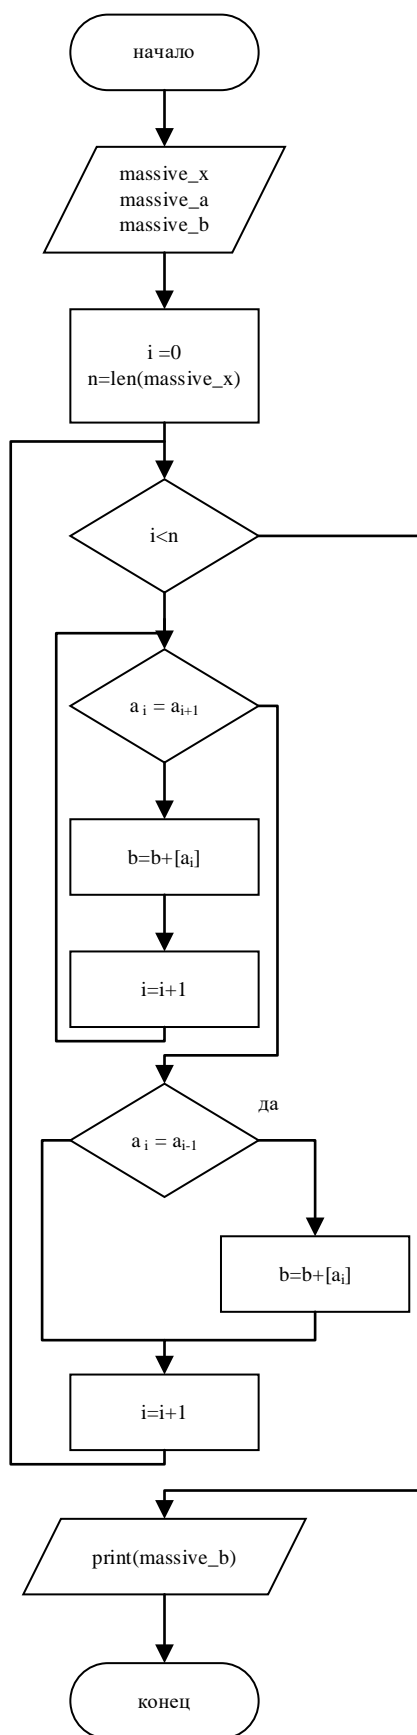 начало
massive_x
massive_a
massive_b
i =0
n=len(massive_x)
i<n
a i = ai+1
b=b+[ai]
i=i+1
да
a i = ai-1
b=b+[ai]
i=i+1
print(massive_b)
конец